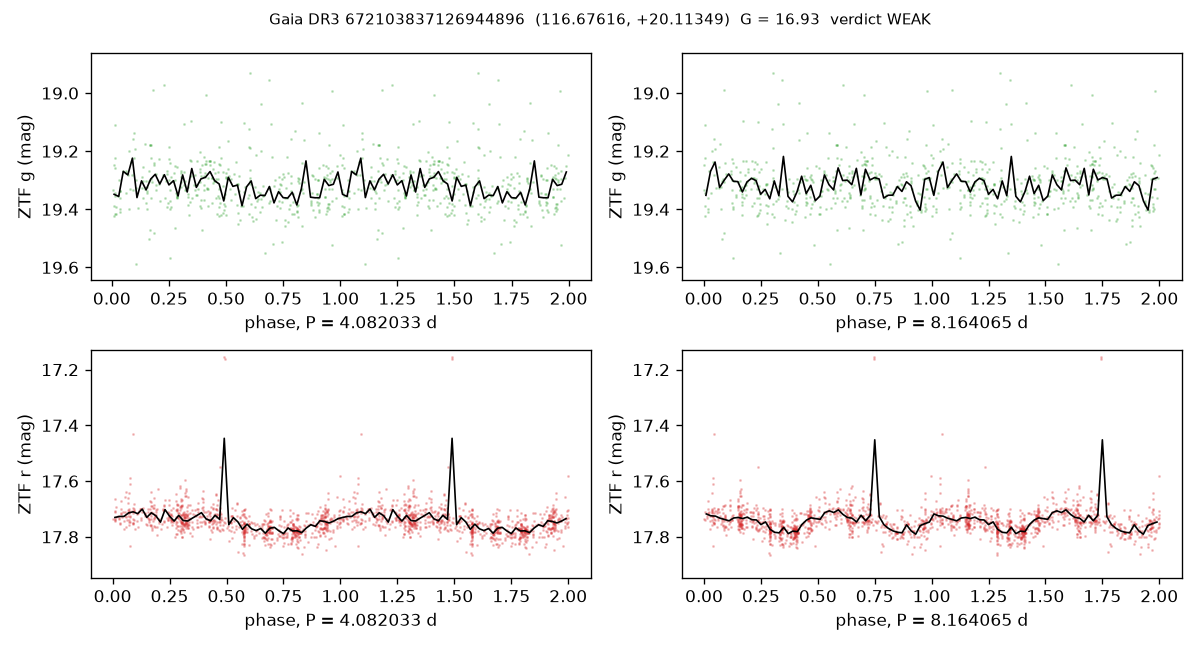 Gaia DR3 672103837126944896 (116.67616, +20.11349) G = 16.93 verdict WEAK
ZTF g (mag)
19.0
19.2
19.4
19.6
0.00 0.25 0.50 0.75 1.00 1.25 1.50 1.75 2.00
phase, P = 4.082033 d
ZTF g (mag)
19.0
19.2
19.4
19.6
0.00 0.25 0.50 0.75 1.00 1.25 1.50 1.75 2.00
phase, P = 8.164065 d
ZTF r (mag)
17.2
17.4
17.6
17.8
0.00 0.25 0.50 0.75 1.00 1.25 1.50 1.75 2.00
phase, P = 4.082033 d
ZTF r (mag)
17.2
17.4
17.6
17.8
0.00 0.25 0.50 0.75 1.00 1.25 1.50 1.75 2.00
phase, P = 8.164065 d